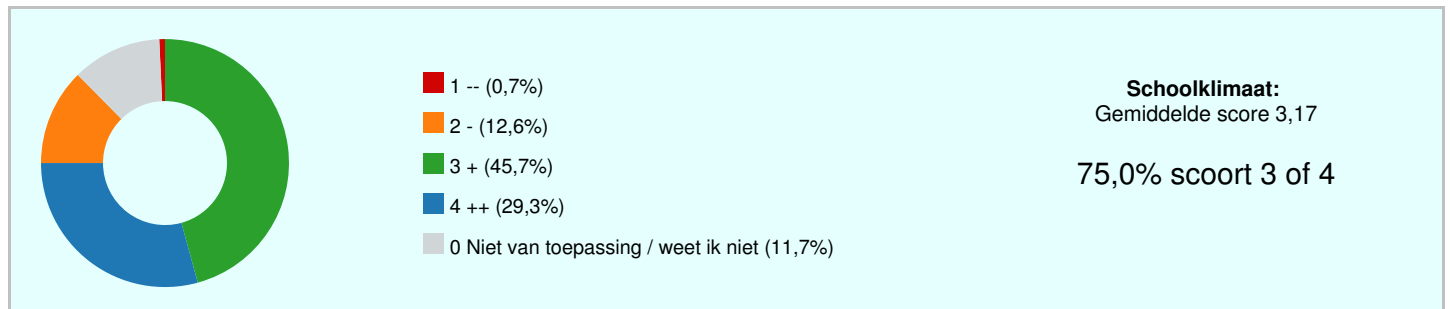 1 -- (0,7%)
2 - (12,6%)
3 + (45,7%)
4 ++ (29,3%)
0 Niet van toepassing / weet ik niet (11,7%)
Schoolklimaat:
Gemiddelde score 3,17
75,0% scoort 3 of 4